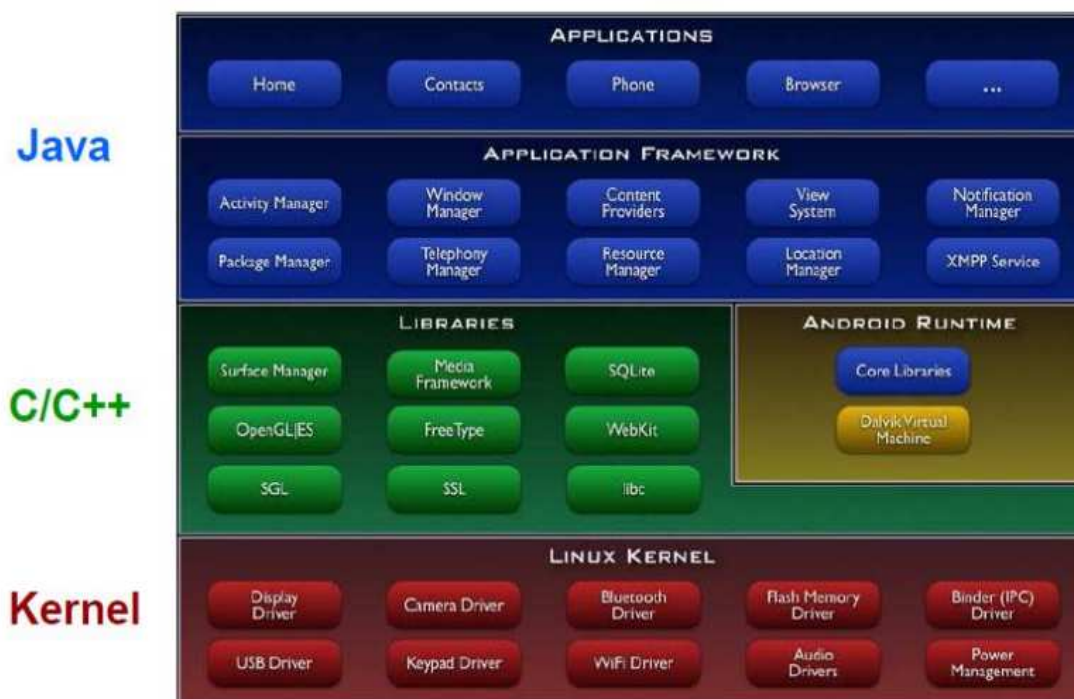 APPLICATIONS
Home
Contacts
Phone
Browser
...
Java
APPLICATION FRAMEWORK
Activity Manager
Window
Manager
Content
Providers
View
System
Notification
Manager
Package Manager
Telephony
Manager
Resource
Manager
Location
Manager
XMPP Service
LIBRARIES
ANDROID RUNTIME
Surface Manager
Media
Framework
SQLite
Core Libraries
C/C++
OpenGL|ES
FreeType
WebKit
Dalvik Virtual
Machine
SGL
SSL
libc
LINUX KERNEL
Kernel
Display
Driver
Camera Driver
Bluetooth
Driver
Flash Memory
Driver
Binder (IPC)
Driver
USB Driver
Keypad Driver
WiFi Driver
Audio
Drivers
Power
Management